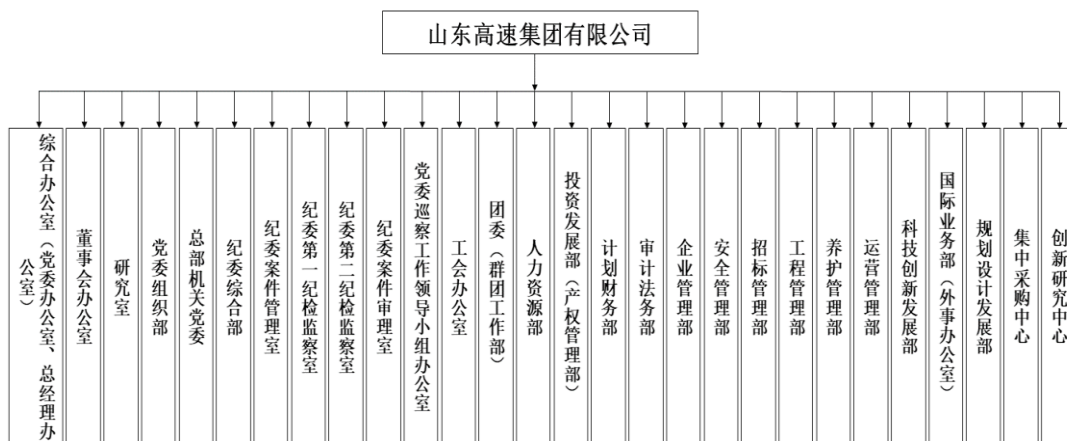 山东高速集团有限公司
综合办公室（党委办公室、总经理办
公室）
董事会办公室
研究室
党委组织部
总部机关党委
纪委综合部
纪委案件管理室
纪委第一纪检监察室
纪委第二纪检监察室
纪委案件审理室
党委巡察工作领导小组办公室
工会办公室
团委（群团工作部）
人力资源部
投资发展部（产权管理部）
计划财务部
审计法务部
企业管理部
安全管理部
招标管理部
工程管理部
养护管理部
运营管理部
科技创新发展部
国际业务部（外事办公室）
规划设计发展部
集中采购中心
创新研究中心